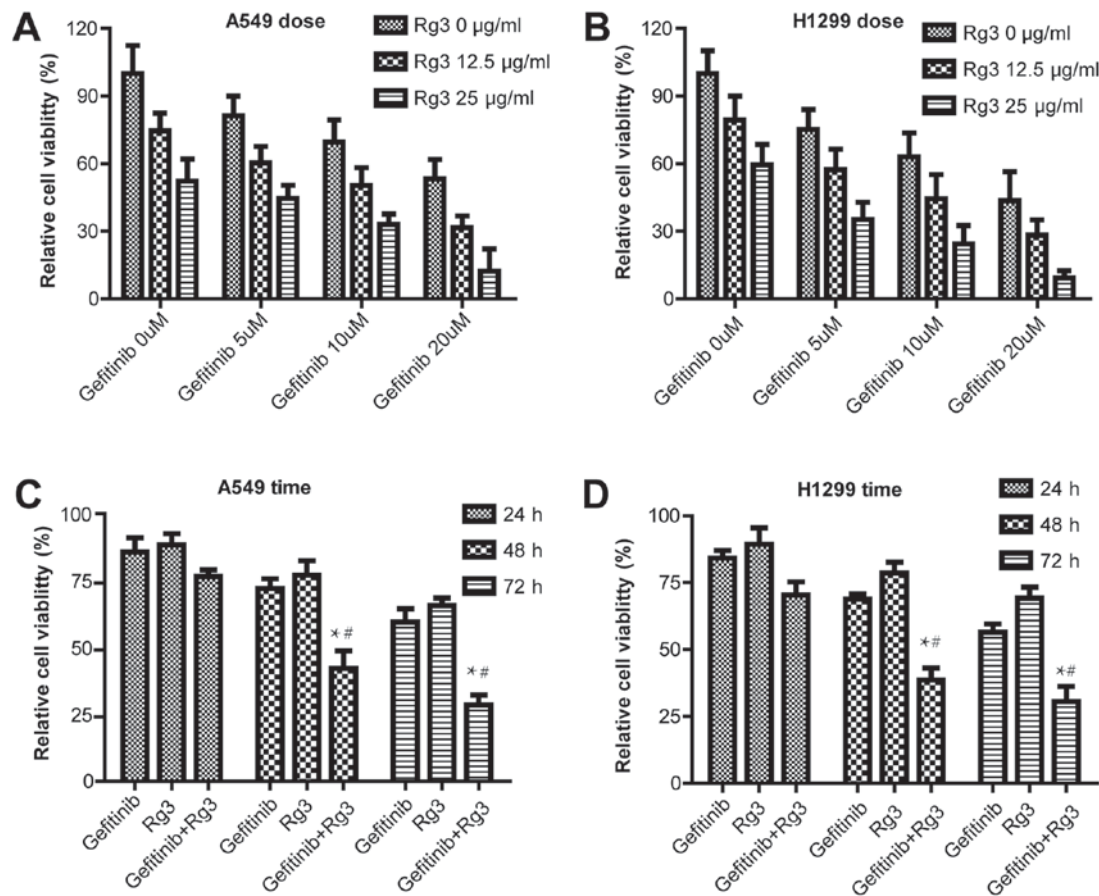 A
A549 dose
Relative cell viablitty (%)
120
90
60
30
0
Rg3 0 µg/ml
Rg3 12.5 µg/ml
Rg3 25 µg/ml
Gefitinib 0uM
Gefitinib 5uM
Gefitinib 10uM
Gefitinib 20uM
B
H1299 dose
Relative cell viablitty (%)
120
90
60
30
0
Rg3 0 µg/ml
Rg3 12.5 µg/ml
Rg3 25 µg/ml
Gefitinib 0uM
Gefitinib 5uM
Gefitinib 10uM
Gefitinib 20uM
C
A549 time
Relative cell viablitty (%)
100
75
50
25
0
24 h
48 h
72 h
*#
*#
Gefitinib
Rg3
Gefitinib+Rg3
Gefitinib
Rg3
Gefitinib+Rg3
Gefitinib
Rg3
Gefitinib+Rg3
D
H1299 time
Relative cell viablitty (%)
100
75
50
25
0
24 h
48 h
72 h
*#
*#
Gefitinib
Rg3
Gefitinib+Rg3
Gefitinib
Rg3
Gefitinib+Rg3
Gefitinib
Rg3
Gefitinib+Rg3